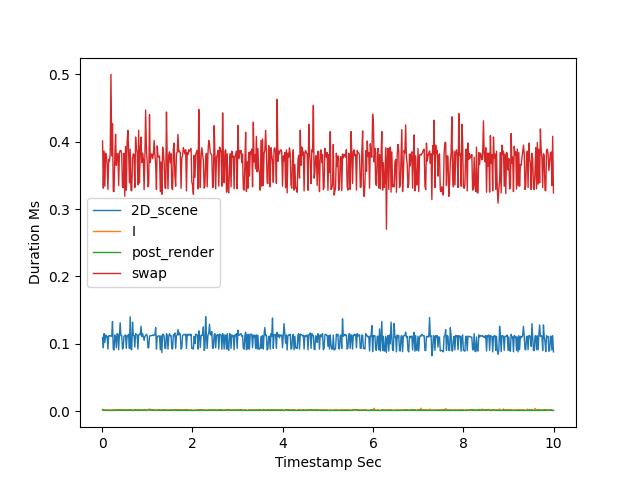 0.5
0.4
0.3
0.2
0.1
0.0
Duration Ms
2D_scene
I
post_render
swap
0 2 4 6 8 10
Timestamp Sec